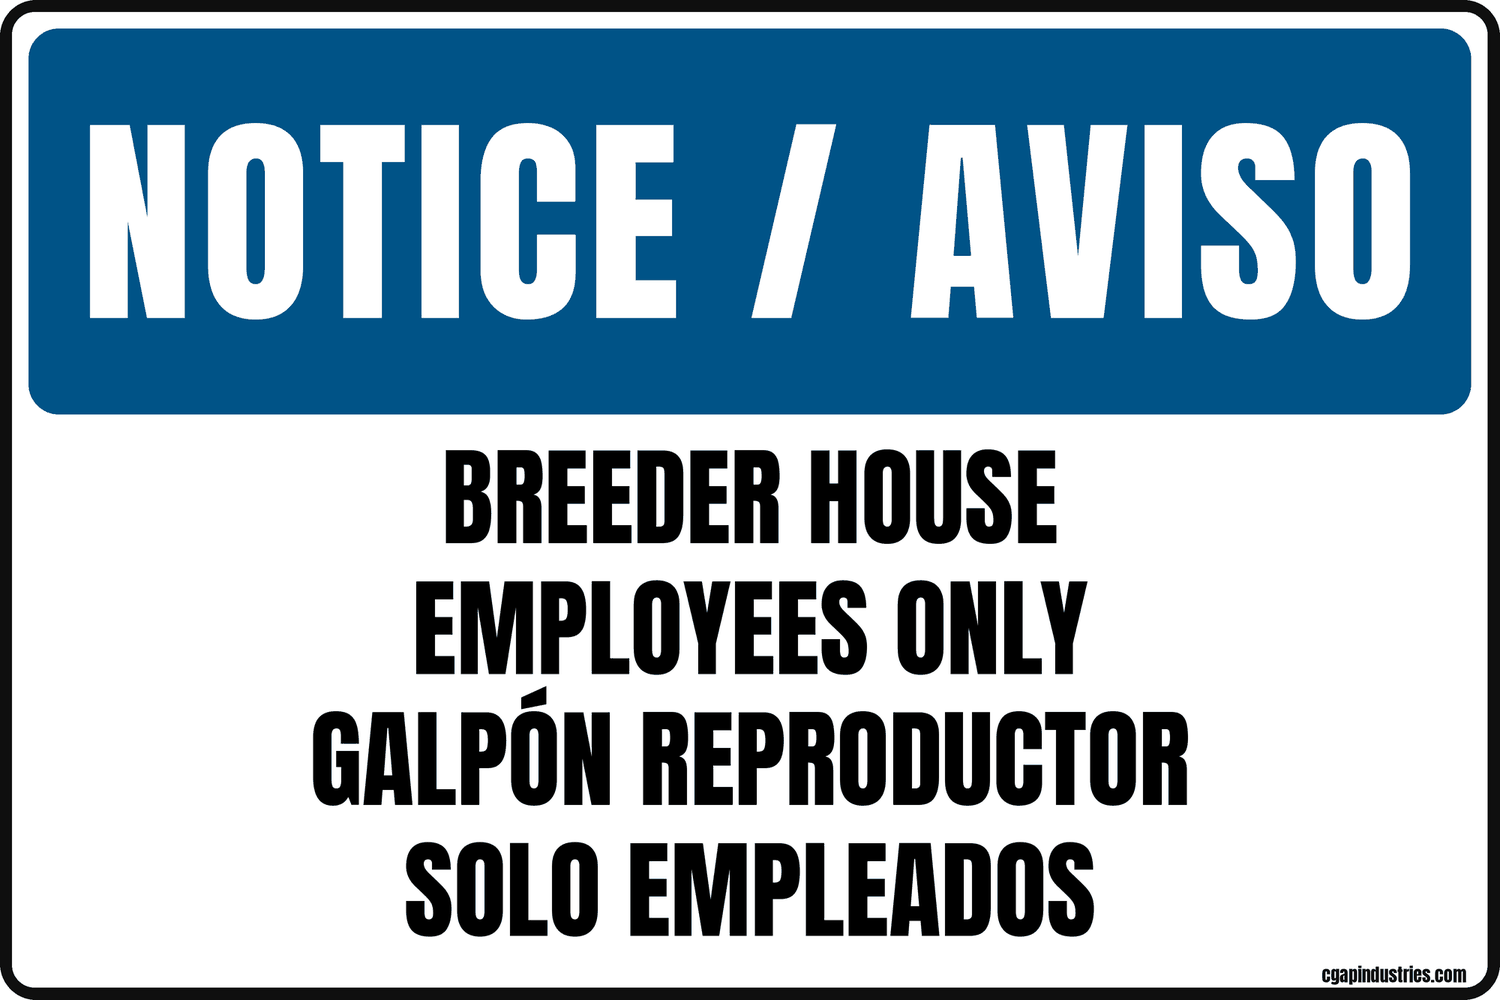 NOTICE / AVISO
BREEDER HOUSE
EMPLOYEES ONLY
GALPÓN REPRODUCTOR
SOLO EMPLEADOS
cgapindustries.com